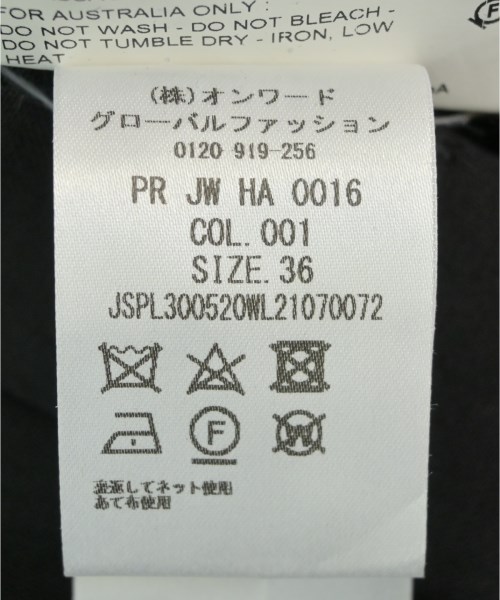 FOR AUSTRALIA ONLY :
DO NOT WASH - DO NOT BLEACH -
DO NOT TUMBLE DRY - IRON, LOW
HEAT
(株)オンワード
グローバルファッション
0120 919-256
PR JW HA 0016
COL. 001
SIZE. 36
JSPL300520WL21070072
F
W
裏返してネット使用
あて布使用